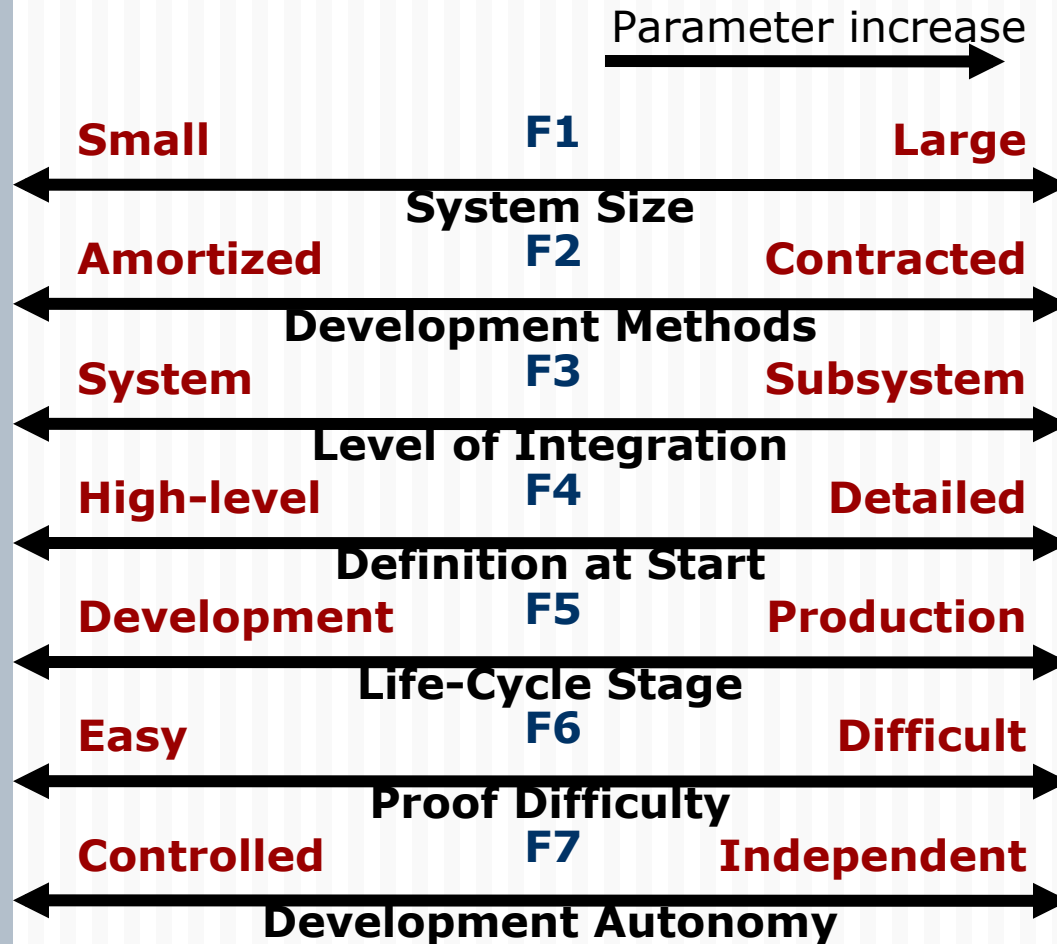 Parameter increase
Small F1 Large
System Size
Amortized F2 Contracted
Development Methods
System F3 Subsystem
Level of Integration
High-level F4 Detailed
Definition at Start
Development F5 Production
Life-Cycle Stage
Easy F6 Difficult
Proof Difficulty
Controlled F7 Independent
Development Autonomy